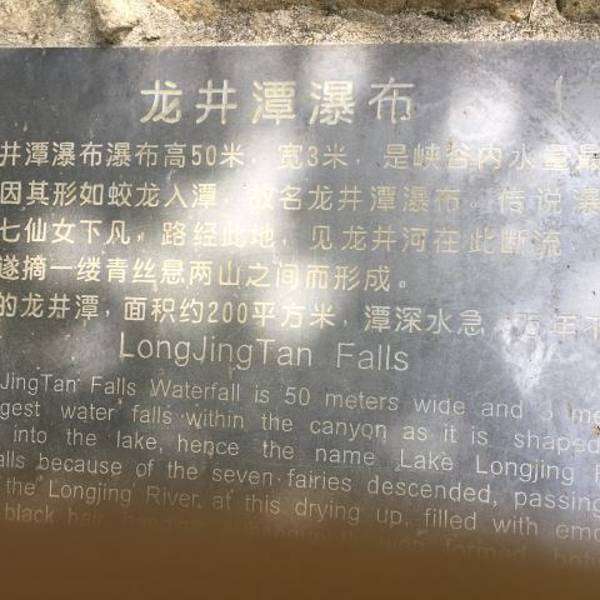 龙井潭瀑布
井潭瀑布瀑布高50米，宽3米，是峡谷内水量最
因其形如蛟龙入潭，故名龙井潭瀑布。传说
七仙女下凡，路经此地，见龙井河在此断流
遂摘一缕青丝悬两山之间而形成。
的龙井潭，面积约200平方米，潭深水急
LongJingTan Falls
JingTan Falls Waterfall is 50 meters wide and 3 me
gest water falls within the canyon as it is shaped
into the lake, hence the name Lake Longjing
alls because of the seven fairies descended, passing
the Longjing River, at this drying up, filled with emo
black